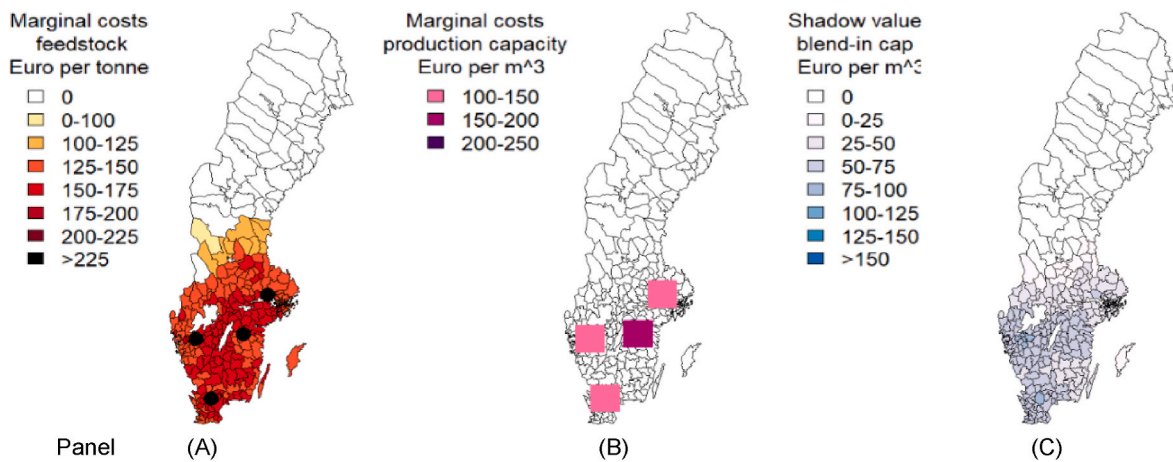 Marginal costs
feedstock
Euro per tonne
0
0-100
100-125
125-150
150-175
175-200
200-225
>225
Marginal costs
production capacity
Euro per m^3
100-150
150-200
200-250
Shadow value
blend-in cap
Euro per m^3
0
0-25
25-50
50-75
75-100
100-125
125-150
>150
Panel (A) (B) (C)